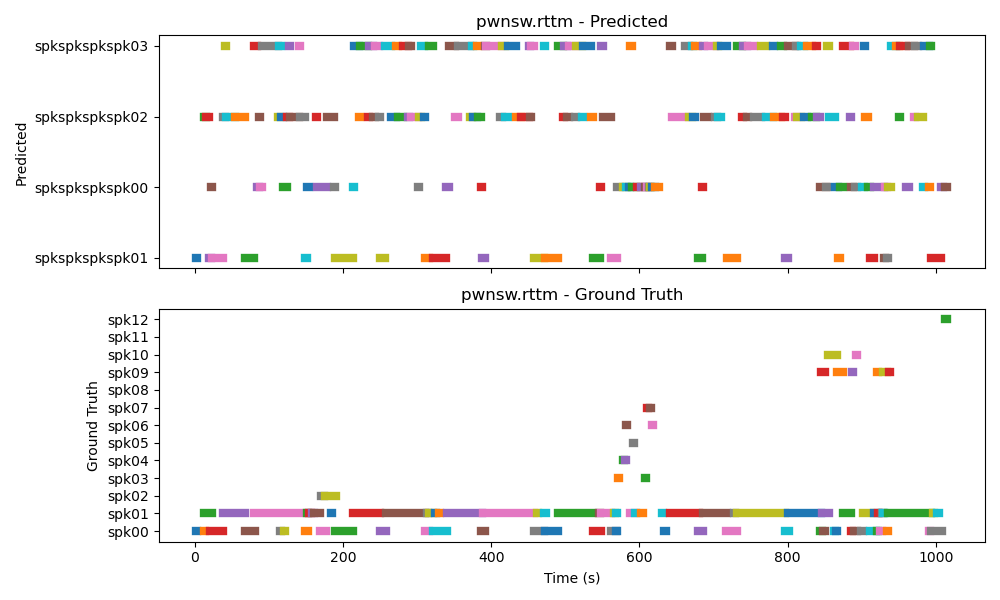 pwnsw.rttm - Predicted
spkspkspkspk03
spkspkspkspk02
spkspkspkspk00
spkspkspkspk01
Predicted
pwnsw.rttm - Ground Truth
spk12
spk11
spk10
spk09
spk08
spk07
spk06
spk05
spk04
spk03
spk02
spk01
spk00
Ground Truth
0 200 400 600 800 1000
Time (s)